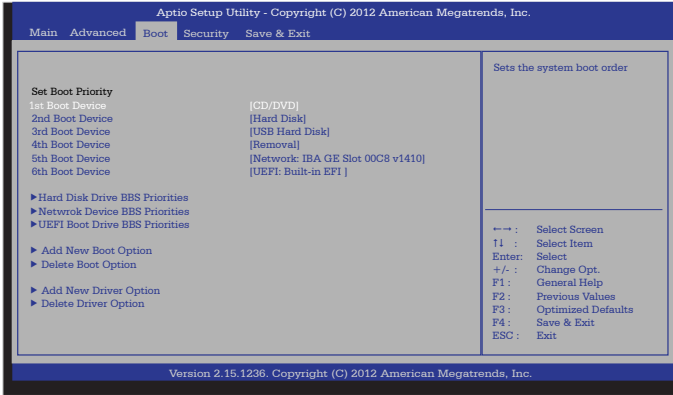 Aptio Setup Utility - Copyright (C) 2012 American Megatrends, Inc.
Main Advanced Boot Security Save & Exit
Set Boot Priority
1st Boot Device [CD/DVD]
2nd Boot Device [Hard Disk]
3rd Boot Device [USB Hard Disk]
4th Boot Device [Removal]
5th Boot Device [Network: IBA GE Slot 00C8 v1410]
6th Boot Device [UEFI: Built-in EFI ]
►Hard Disk Drive BBS Priorities
►Netwrok Device BBS Priorities
►UEFI Boot Drive BBS Priorities
► Add New Boot Option
► Delete Boot Option
► Add New Driver Option
► Delete Driver Option
Sets the system boot order
←→ : Select Screen
↑↓ : Select Item
Enter: Select
+/- : Change Opt.
F1 : General Help
F2 : Previous Values
F3 : Optimized Defaults
F4 : Save & Exit
ESC : Exit
Version 2.15.1236. Copyright (C) 2012 American Megatrends, Inc.